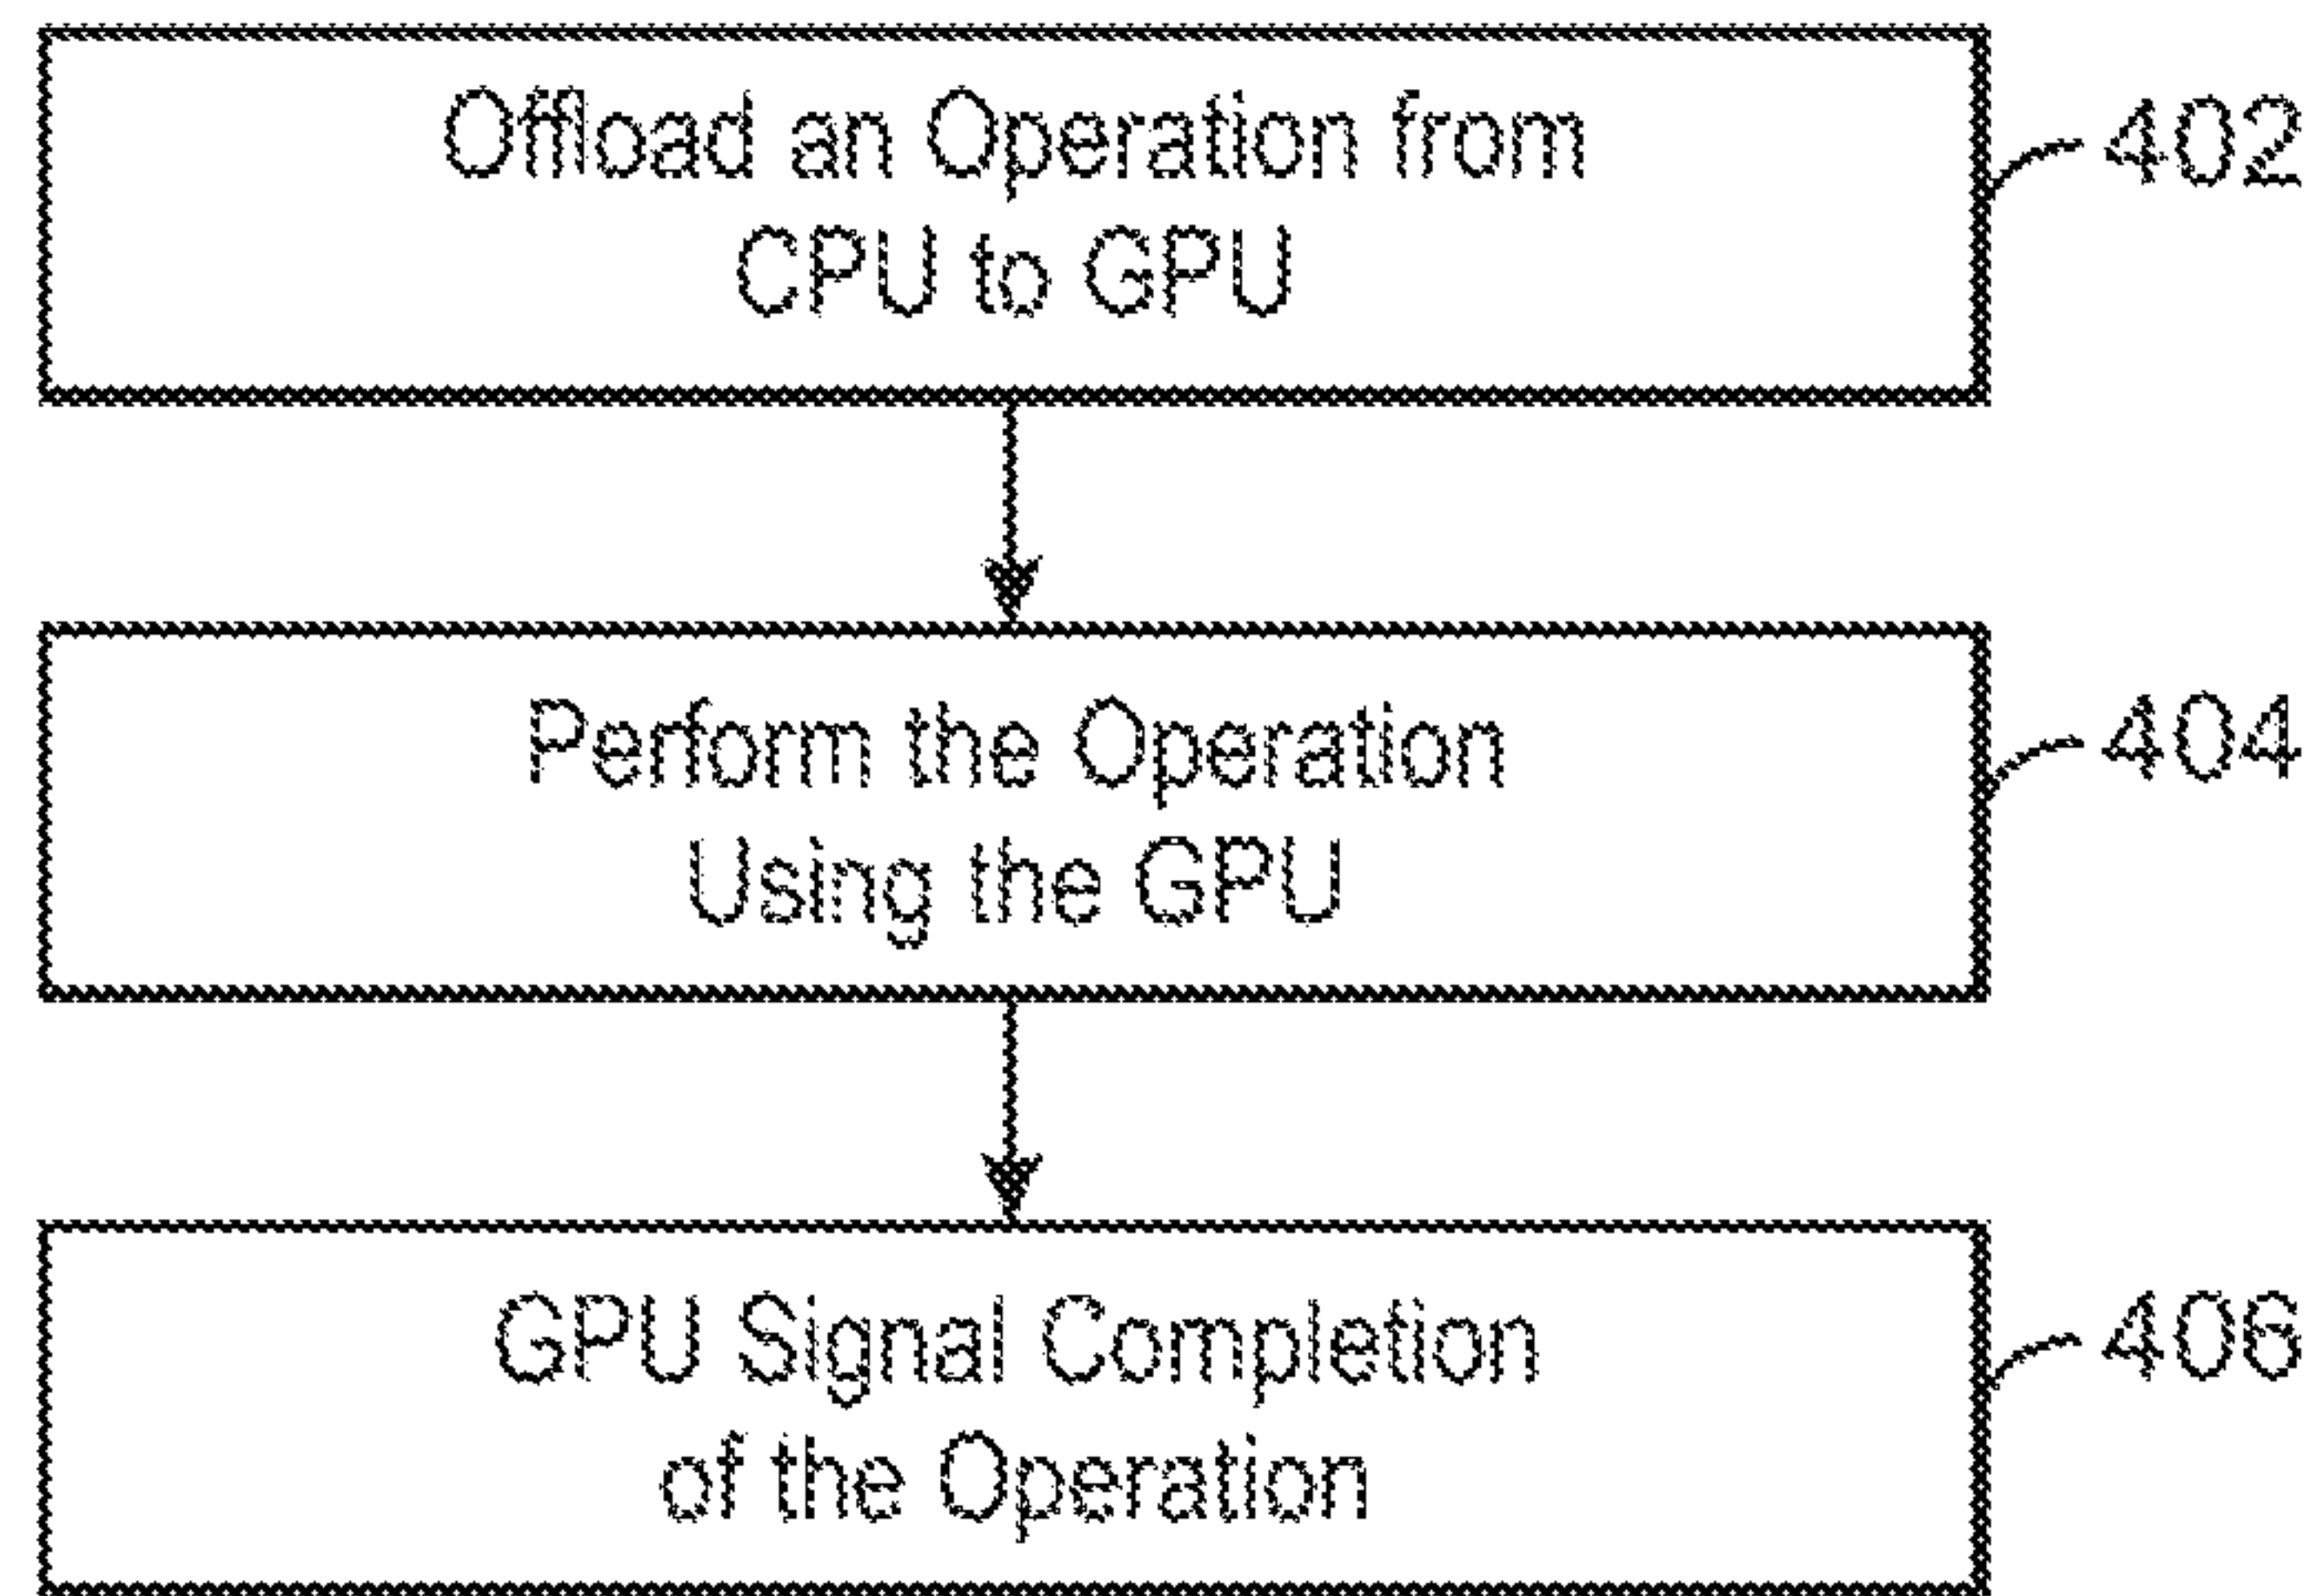 Offload an Operation from
CPU to GPU
402
Perform the Operation
Using the GPU
404
GPU Signal Completion
of the Operation
406